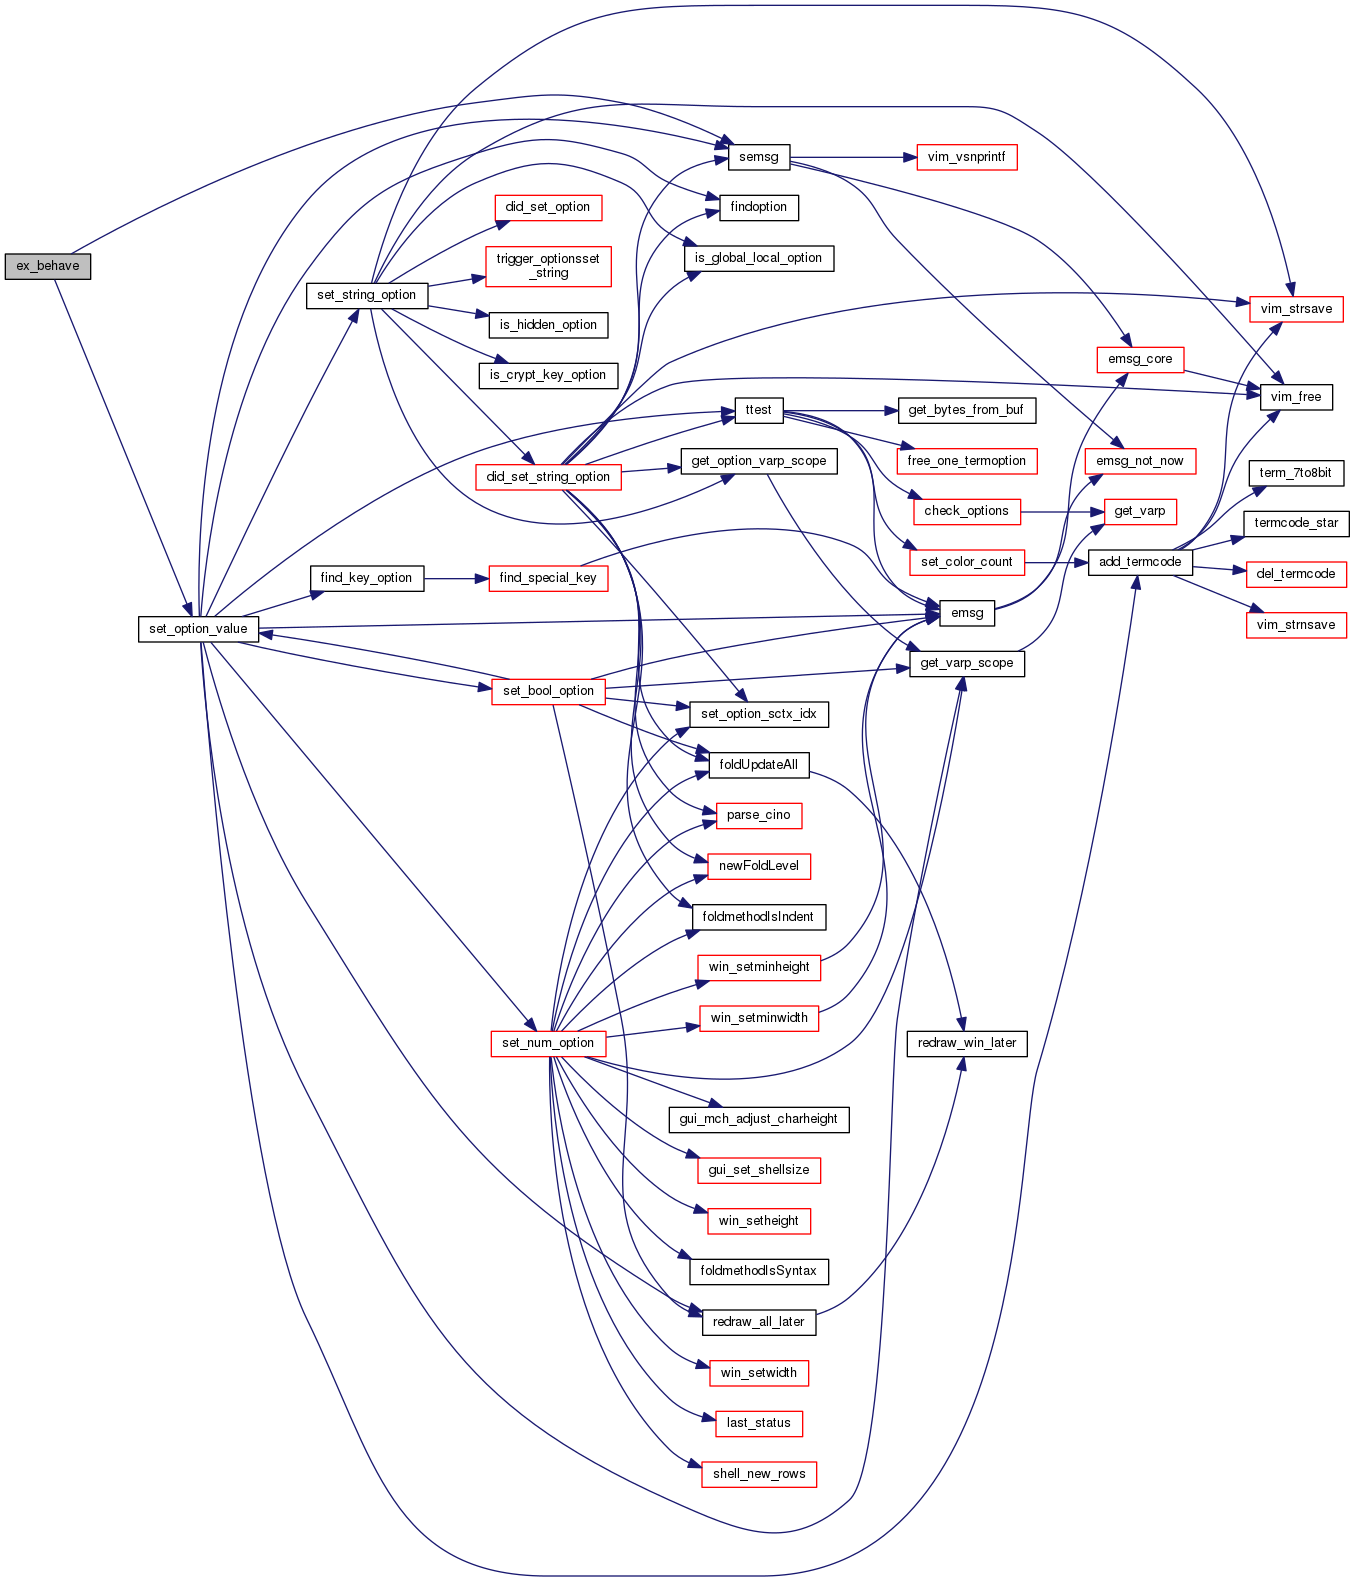 ex_behave
set_option_value
set_string_option
find_key_option
did_set_option
trigger_optionsset
_string
is_hidden_option
is_crypt_key_option
did_set_string_option
find_special_key
set_bool_option
set_num_option
semsg
findoption
is_global_local_option
ttest
get_option_varp_scope
set_option_sctx_idx
foldUpdateAll
parse_cino
newFoldLevel
foldmethodIsIndent
win_setminheight
win_setminwidth
gui_mch_adjust_charheight
gui_set_shellsize
win_setheight
foldmethodIsSyntax
redraw_all_later
win_setwidth
last_status
shell_new_rows
vim_vsnprintf
get_bytes_from_buf
free_one_termoption
check_options
set_color_count
emsg
get_varp_scope
redraw_win_later
emsg_core
emsg_not_now
get_varp
add_termcode
vim_strsave
vim_free
term_7to8bit
termcode_star
del_termcode
vim_strnsave